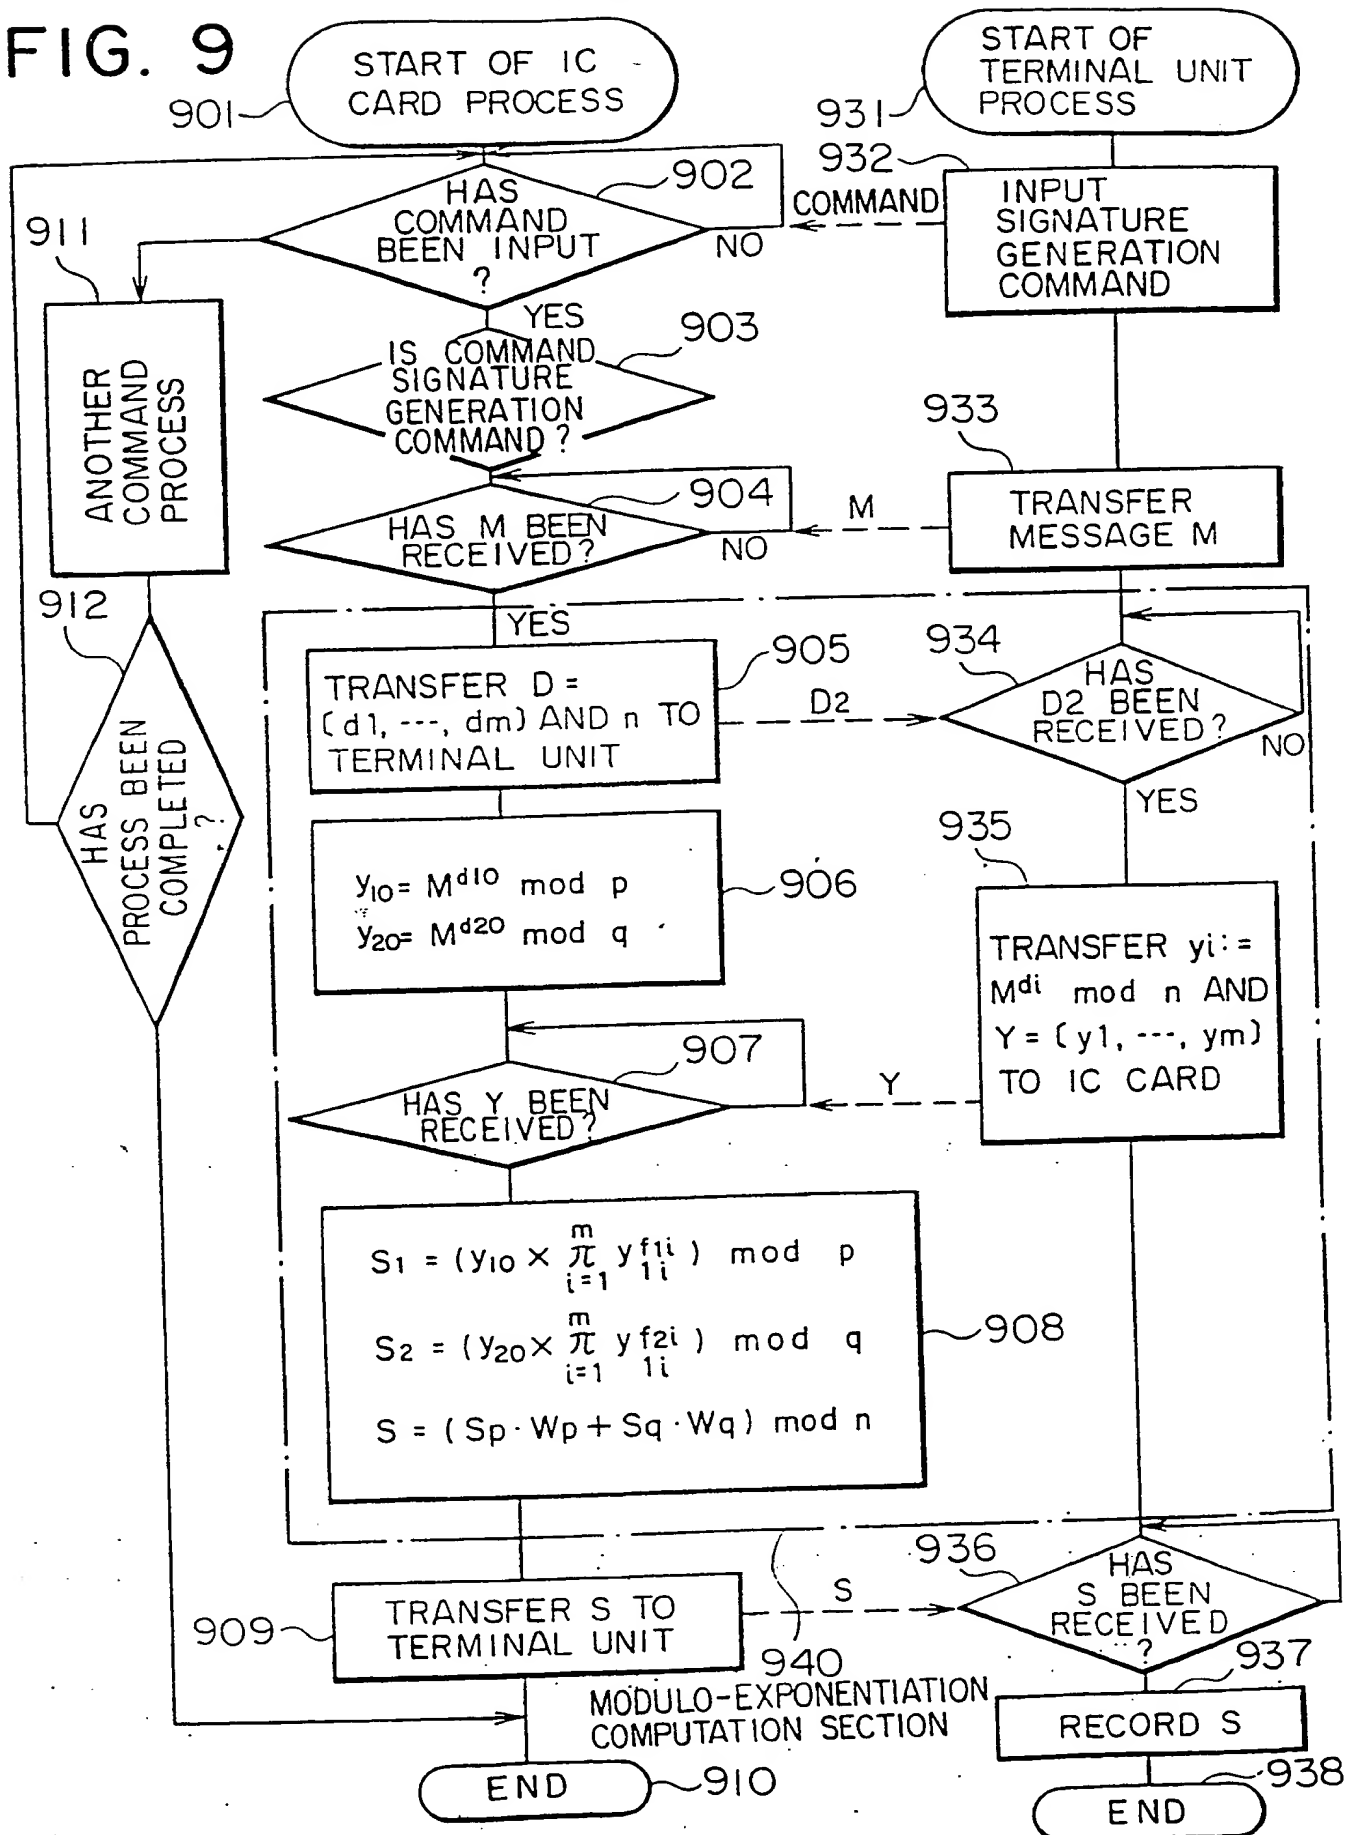 FIG. 9
START OF IC
CARD PROCESS
901
START OF
TERMINAL UNIT
PROCESS
931
932
HAS
COMMAND
BEEN INPUT
?
902
NO
COMMAND
INPUT
SIGNATURE
GENERATION
COMMAND
911
YES
ANOTHER
COMMAND
PROCESS
IS COMMAND
SIGNATURE
GENERATION
COMMAND?
903
933
HAS M BEEN
RECEIVED?
904
NO
M
TRANSFER
MESSAGE M
912
YES
HAS
PROCESS BEEN
COMPLETED
?
TRANSFER D =
(d1, ---, dm) AND n TO
TERMINAL UNIT
905
D2
934
HAS
D2 BEEN
RECEIVED?
NO
YES
y10 = M^d10 mod p
y20 = M^d20 mod q
906
935
TRANSFER yi:=
M^di mod n AND
Y = (y1, ---, ym)
TO IC CARD
907
HAS Y BEEN
RECEIVED?
Y
S1 = (y10 × π_{i=1}^{m} y_{1i}^{f1i}) mod p
S2 = (y20 × π_{i=1}^{m} y_{1i}^{f2i}) mod q
S = (Sp · Wp + Sq · Wq) mod n
908
936
HAS
S BEEN
RECEIVED
?
909
TRANSFER S TO
TERMINAL UNIT
S
940
MODULO-EXPONENTIATION
COMPUTATION SECTION
937
RECORD S
END
910
END
938